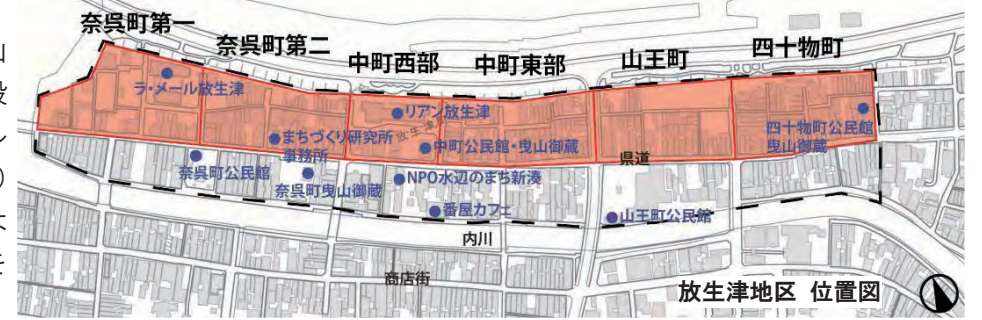 奈呉町第一
奈呉町第二
中町西部
中町東部
山王町
四十物町
ラ・メール放生津
リアン放生津
まちづくり研究所
事務所
中町公民館・曳山御蔵
四十物町公民館
曳山御蔵
県道
奈呉町公民館
奈呉町曳山御蔵
NPO水辺のまち新湊
番屋カフェ
山王町公民館
内川
商店街
放生津地区 位置図
山
ン
)
を